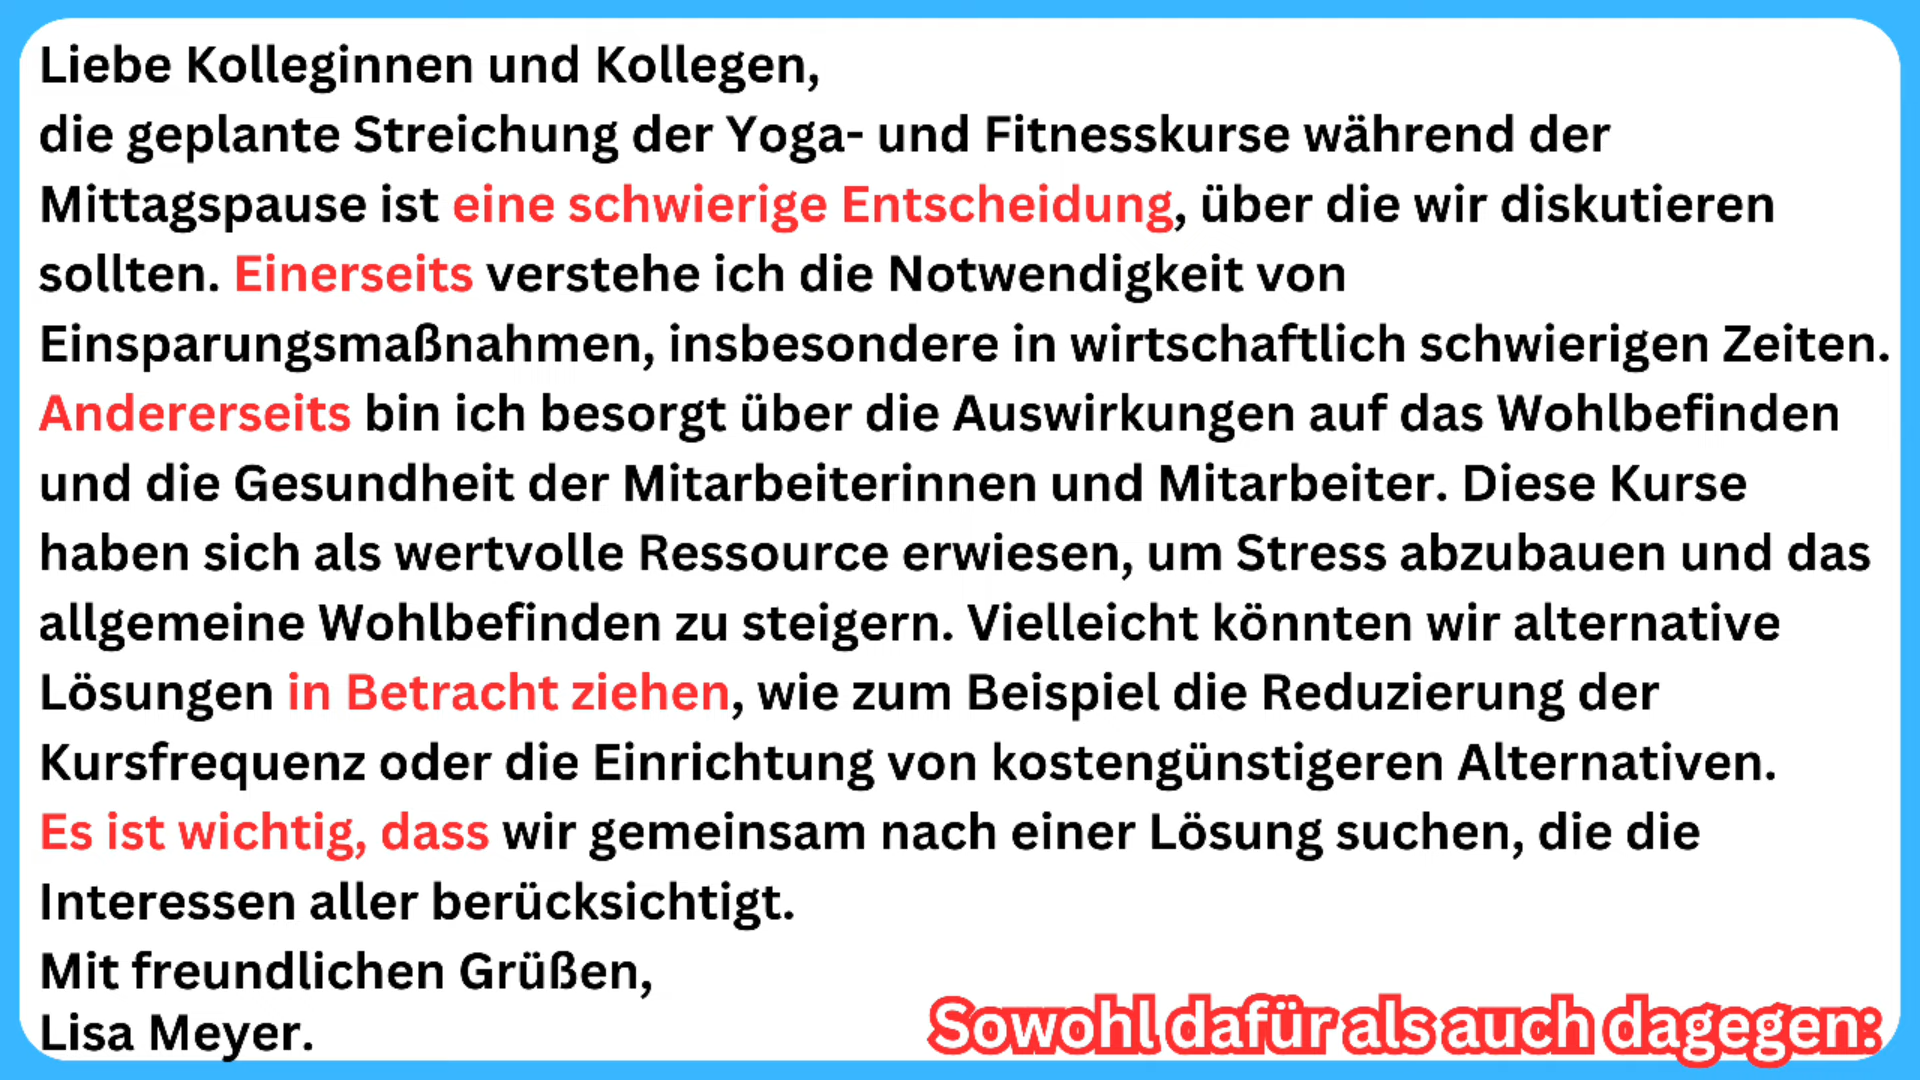 Liebe Kolleginnen und Kollegen,
die geplante Streichung der Yoga- und Fitnesskurse während der
Mittagspause ist eine schwierige Entscheidung, über die wir diskutieren
sollten. Einerseits verstehe ich die Notwendigkeit von
Einsparungsmaßnahmen, insbesondere in wirtschaftlich schwierigen Zeiten.
Andererseits bin ich besorgt über die Auswirkungen auf das Wohlbefinden
und die Gesundheit der Mitarbeiterinnen und Mitarbeiter. Diese Kurse
haben sich als wertvolle Ressource erwiesen, um Stress abzubauen und das
allgemeine Wohlbefinden zu steigern. Vielleicht könnten wir alternative
Lösungen in Betracht ziehen, wie zum Beispiel die Reduzierung der
Kursfrequenz oder die Einrichtung von kostengünstigeren Alternativen.
Es ist wichtig, dass wir gemeinsam nach einer Lösung suchen, die die
Interessen aller berücksichtigt.
Mit freundlichen Grüßen,
Lisa Meyer.
Sowohl dafür als auch dagegen: